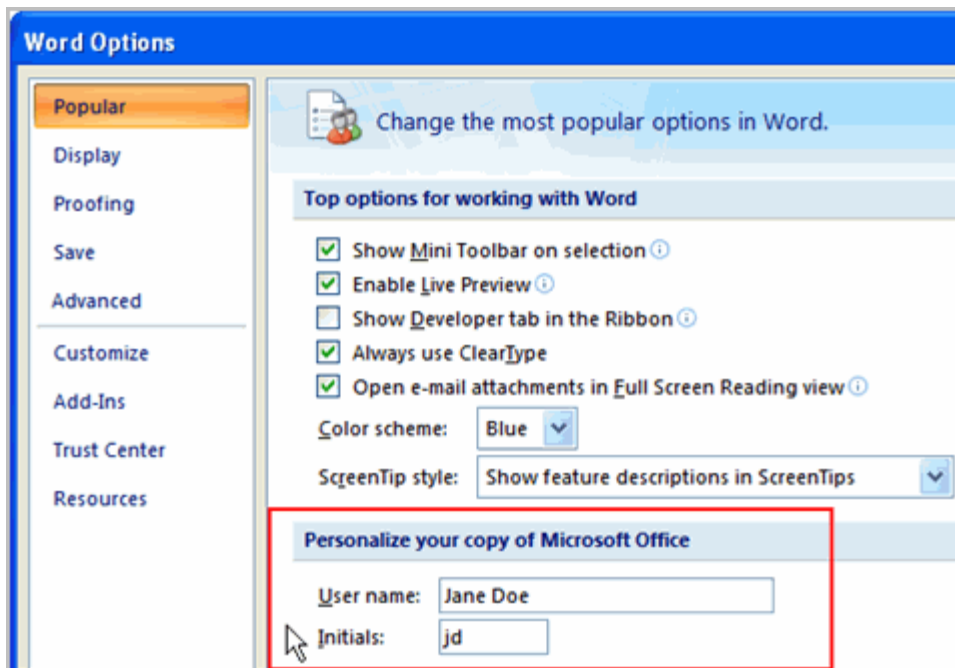 Word Options
Popular
Display
Proofing
Save
Advanced
Customize
Add-Ins
Trust Center
Resources
Change the most popular options in Word.
Top options for working with Word
Show Mini Toolbar on selection
Enable Live Preview
Show Developer tab in the Ribbon
Always use ClearType
Open e-mail attachments in Full Screen Reading view
Color scheme: Blue
ScreenTip style: Show feature descriptions in ScreenTips
Personalize your copy of Microsoft Office
User name: Jane Doe
Initials: jd